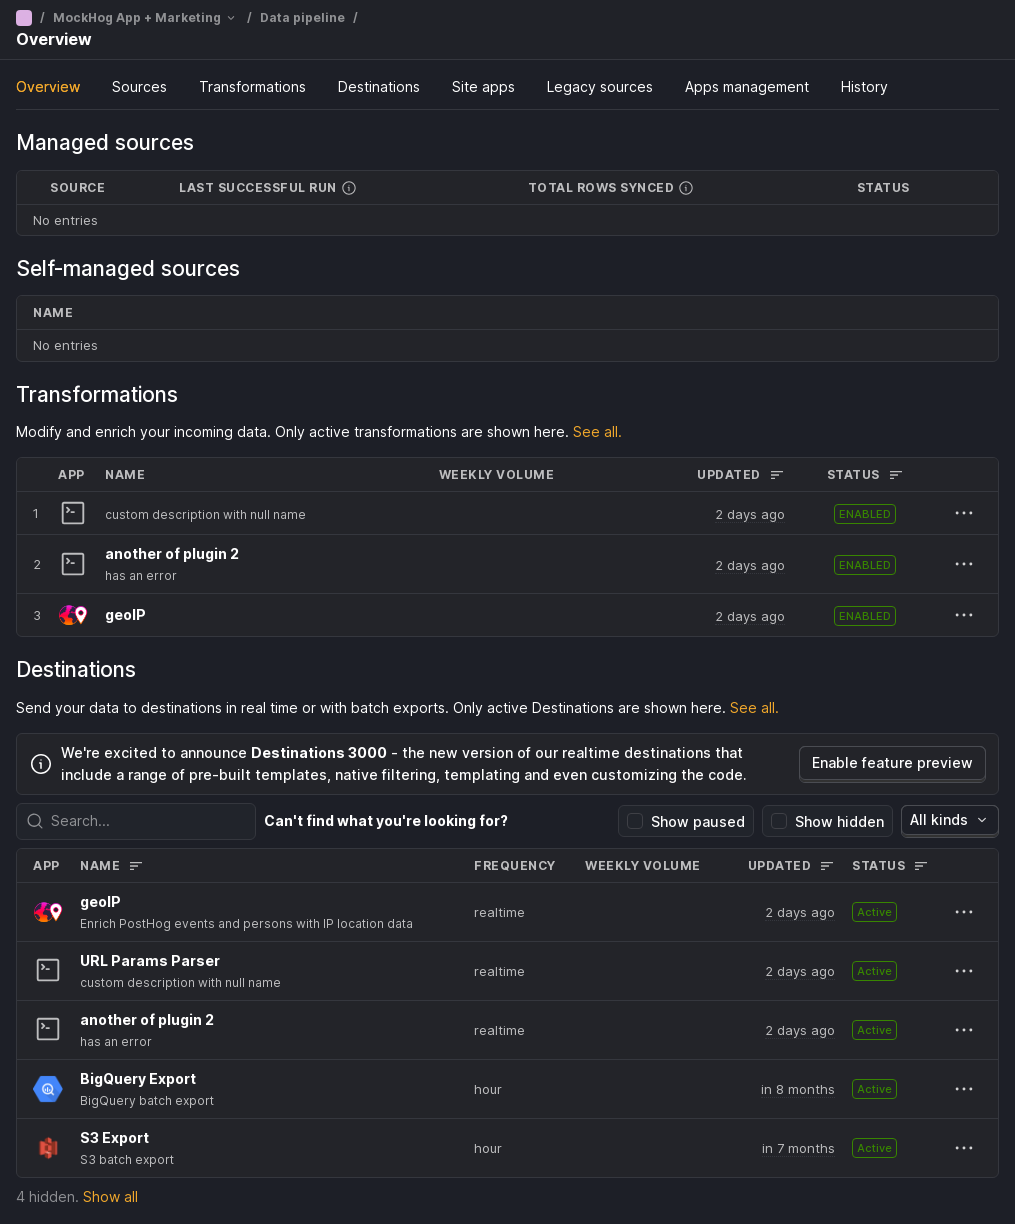 / MockHog App + Marketing / Data pipeline /
Overview
Overview Sources Transformations Destinations Site apps Legacy sources Apps management History
Managed sources
SOURCE LAST SUCCESSFUL RUN TOTAL ROWS SYNCED STATUS
No entries
Self-managed sources
NAME
No entries
Transformations
Modify and enrich your incoming data. Only active transformations are shown here. See all.
APP NAME WEEKLY VOLUME UPDATED STATUS
1 custom description with null name 2 days ago ENABLED
another of plugin 2
2 has an error 2 days ago ENABLED
3 geoIP 2 days ago ENABLED
Destinations
Send your data to destinations in real time or with batch exports. Only active Destinations are shown here. See all.
We're excited to announce Destinations 3000 - the new version of our realtime destinations that
include a range of pre-built templates, native filtering, templating and even customizing the code.
Enable feature preview
Search... Can't find what you're looking for? Show paused Show hidden All kinds
APP NAME FREQUENCY WEEKLY VOLUME UPDATED STATUS
geoIP
Enrich PostHog events and persons with IP location data realtime 2 days ago Active
URL Params Parser
custom description with null name realtime 2 days ago Active
another of plugin 2
has an error realtime 2 days ago Active
BigQuery Export
BigQuery batch export hour in 8 months Active
S3 Export
S3 batch export hour in 7 months Active
4 hidden. Show all